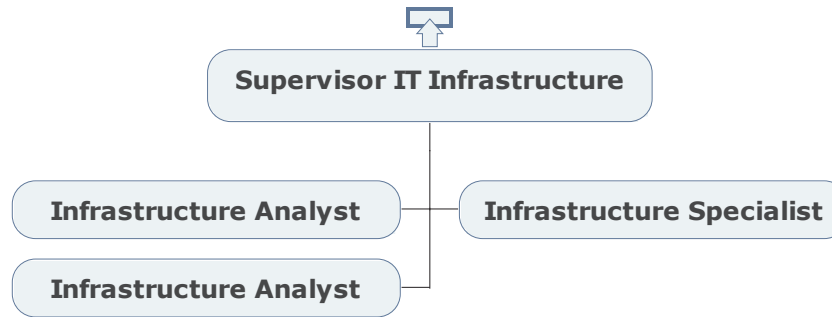 Supervisor IT Infrastructure
Infrastructure Analyst
Infrastructure Specialist
Infrastructure Analyst